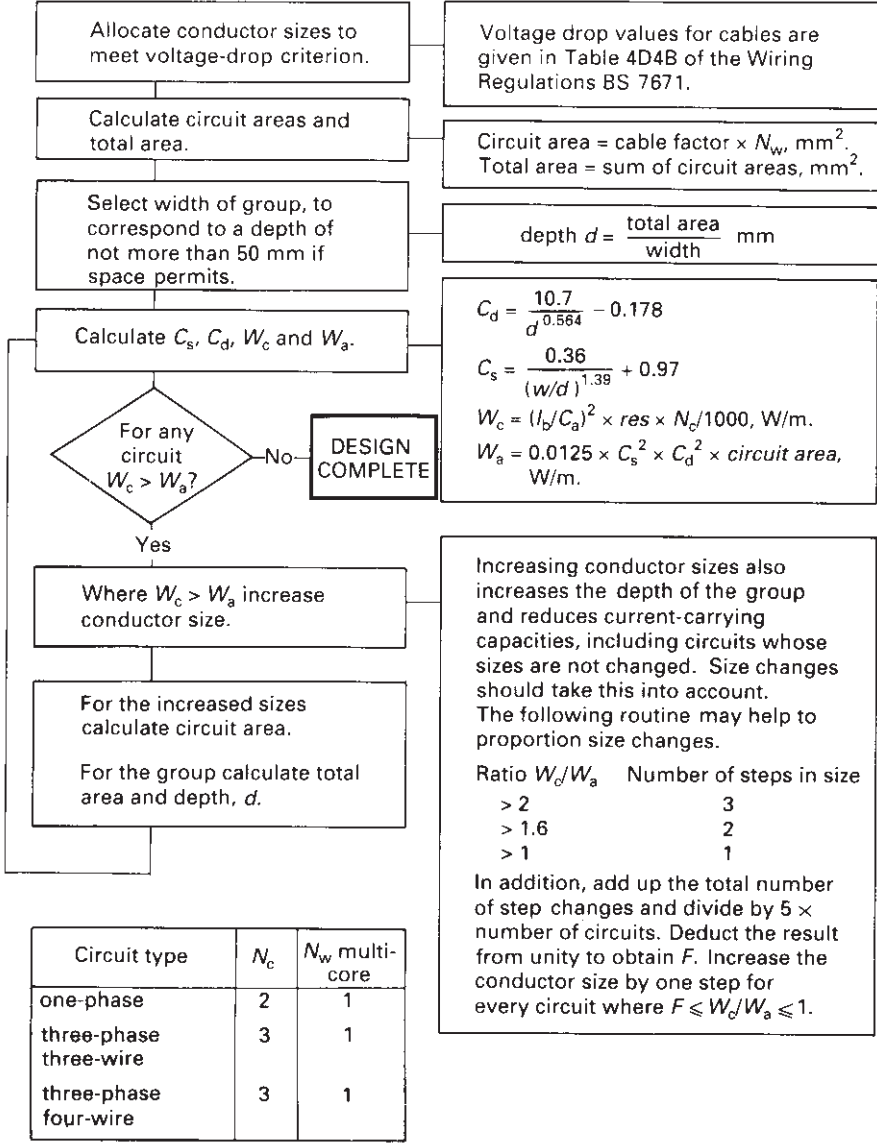 Allocate conductor sizes to
meet voltage-drop criterion.
Voltage drop values for cables are
given in Table 4D4B of the Wiring
Regulations BS 7671.
Calculate circuit areas and
total area.
Circuit area = cable factor × N_w, mm².
Total area = sum of circuit areas, mm².
Select width of group, to
correspond to a depth of
not more than 50 mm if
space permits.
depth d = total area / width mm
Calculate C_s, C_d, W_c and W_a.
C_d = 10.7 / d^0.564 − 0.178
C_s = 0.36 / (w/d)^1.39 + 0.97
W_c = (I_b/C_a)² × res × N_c/1000, W/m.
W_a = 0.0125 × C_s² × C_d² × circuit area,
W/m.
For any
circuit
W_c > W_a?
No
DESIGN
COMPLETE
Yes
Where W_c > W_a increase
conductor size.
For the increased sizes
calculate circuit area.
For the group calculate total
area and depth, d.
Increasing conductor sizes also
increases the depth of the group
and reduces current-carrying
capacities, including circuits whose
sizes are not changed. Size changes
should take this into account.
The following routine may help to
proportion size changes.
Ratio W_c/W_a Number of steps in size
> 2 3
> 1.6 2
> 1 1
In addition, add up the total number
of step changes and divide by 5 ×
number of circuits. Deduct the result
from unity to obtain F. Increase the
conductor size by one step for
every circuit where F ⩽ W_c/W_a ⩽ 1.
Circuit type N_c N_w multi-
core
one-phase 2 1
three-phase 3 1
three-wire
three-phase 3 1
four-wire